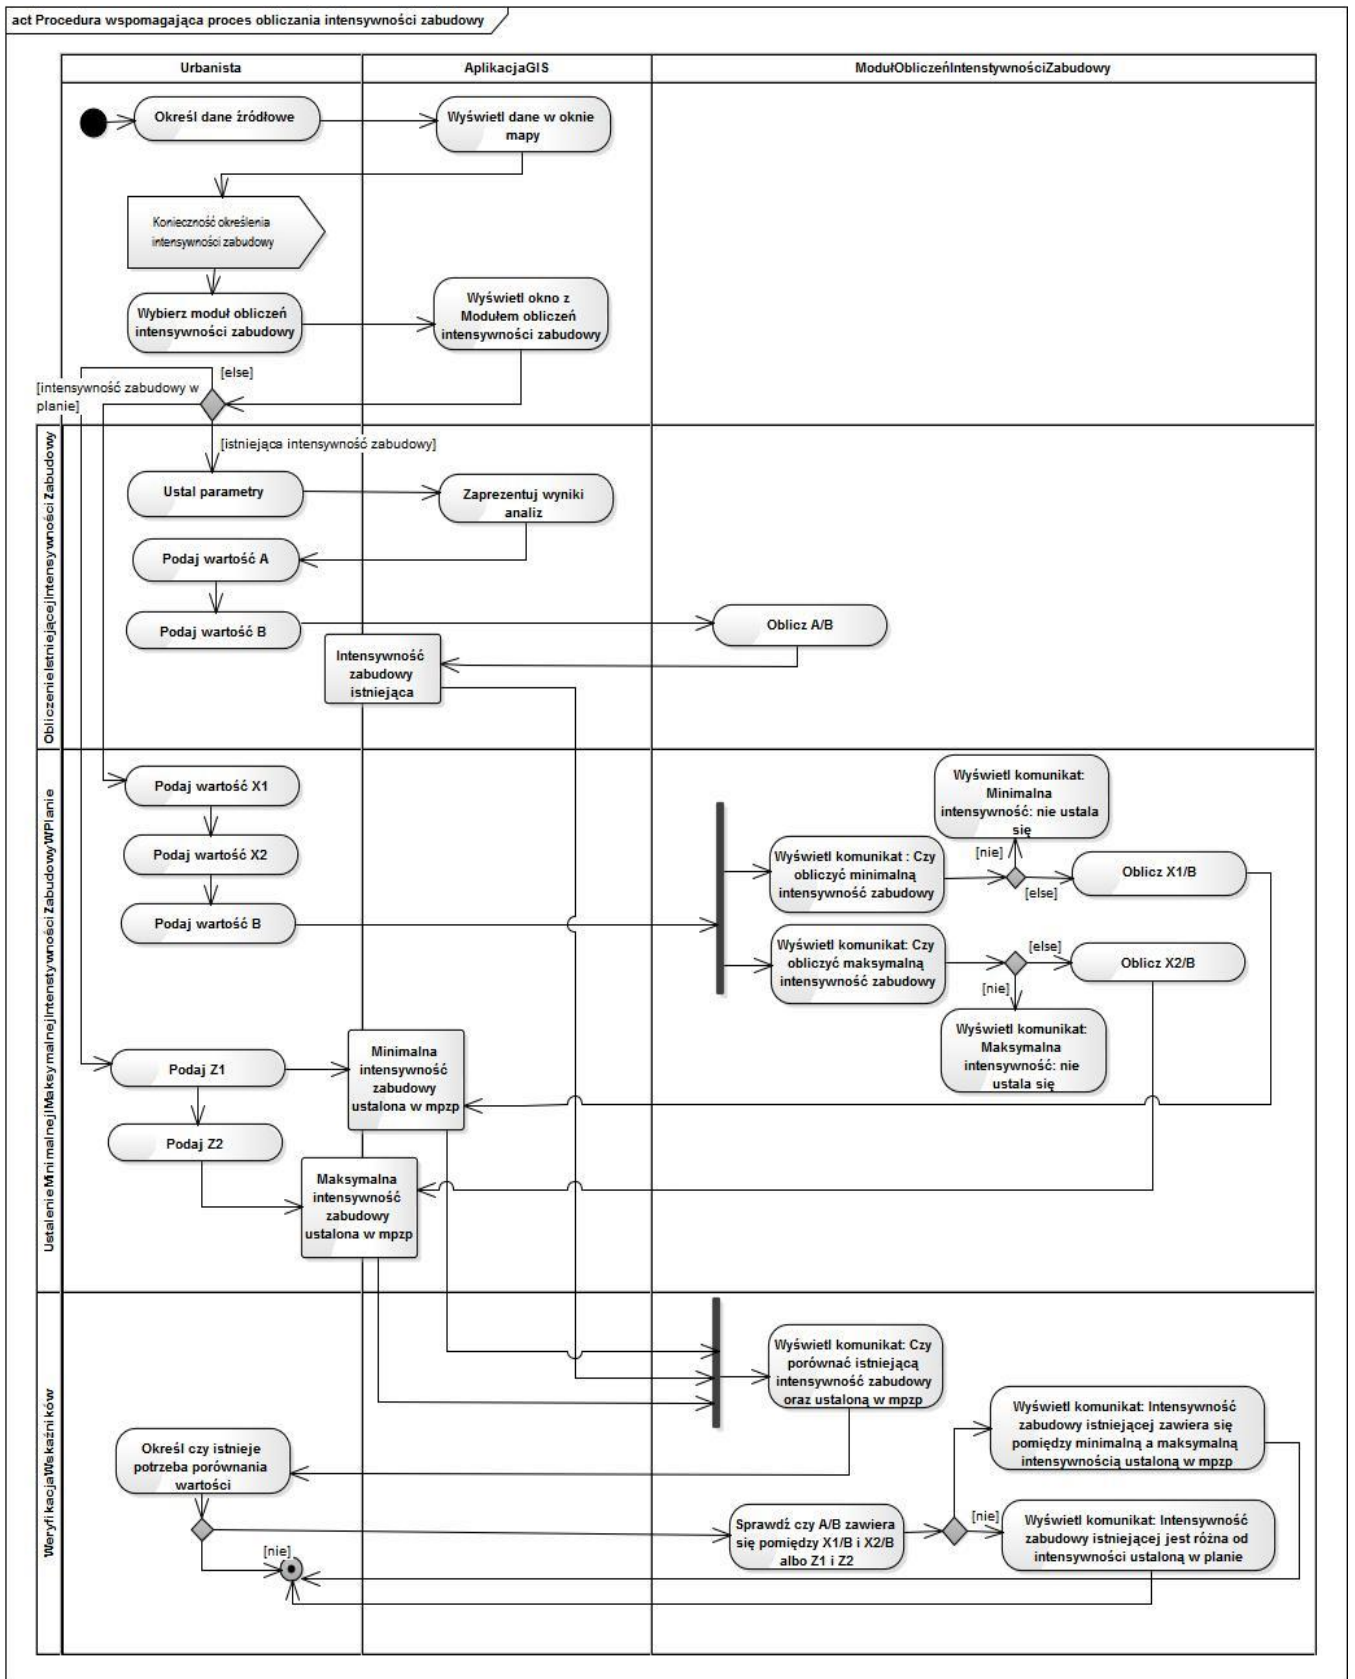 act Procedura wspomagająca proces obliczania intensywności zabudowy
Urbanista
AplikacjaGIS
ModułObliczeńIntenstywnościZabudowy
Określ dane źródłowe
Wyświetl dane w oknie
mapy
Konieczność określenia
intensywności zabudowy
Wybierz moduł obliczeń
intensywności zabudowy
Wyświetl okno z
Modułem obliczeń
intensywności zabudowy
[else]
[intensywność zabudowy w
planie]
[istniejąca intensywność zabudowy]
ObliczenieIstniejącejIntensywności Zabudowy
Ustal parametry
Zaprezentuj wyniki
analiz
Podaj wartość A
Podaj wartość B
Oblicz A/B
Intensywność
zabudowy
istniejąca
UstalenieMinimalnejIMaksymalnejIntenstywności ZabudowyWPlanie
Podaj wartość X1
Podaj wartość X2
Podaj wartość B
Wyświetl komunikat:
Minimalna
intensywność: nie ustala
się
[nie]
Wyświetl komunikat : Czy
obliczyć minimalną
intensywność zabudowy
Oblicz X1/B
[else]
Wyświetl komunikat: Czy
obliczyć maksymalną
intensywność zabudowy
[else]
Oblicz X2/B
[nie]
Wyświetl komunikat:
Maksymalna
intensywność: nie
ustala się
Podaj Z1
Minimalna
intensywność
zabudowy
ustalona w mpzp
Podaj Z2
Maksymalna
intensywność
zabudowy
ustalona w mpzp
WeryfikacjaWskaźników
Wyświetl komunikat: Czy
porównać istniejącą
intensywność zabudowy
oraz ustaloną w mpzp
Określ czy istnieje
potrzeba porównania
wartości
Wyświetl komunikat: Intensywność
zabudowy istniejącej zawiera się
pomiędzy minimalną a maksymalną
intensywnością ustaloną w mpzp
[nie]
Sprawdź czy A/B zawiera
się pomiędzy X1/B i X2/B
albo Z1 i Z2
[nie]
Wyświetl komunikat: Intensywność
zabudowy istniejącej jest różna od
intensywności ustaloną w planie